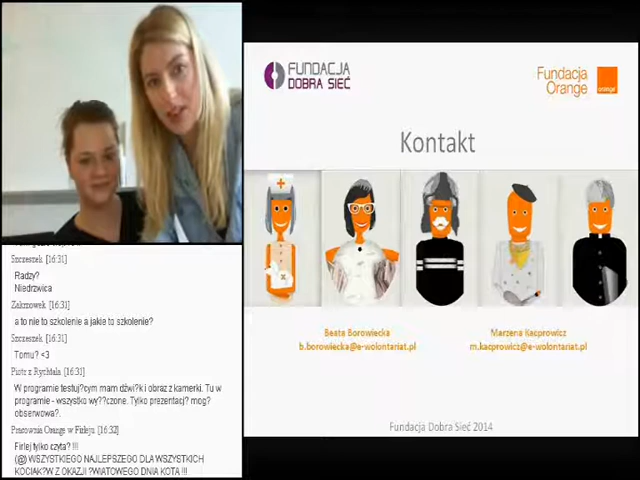 Szczeszek [16:31]
Radzy?
Niedrzwica
Zakrzowek [16:31]
a to nie to szkolenie a jakie to szkolenie?
Szczeszek [16:31]
Tomu? <3
Piotr z Rychtala [16:31]
W programie testuj?cym mam dźwi?k i obraz z kamerki. Tu w
programie - wszystko wy??czone. Tylko prezentacj? mog?
obserwowa?.
Pracownia Orange w Firleju [16:32]
Firlej tylko czyta? !!!
(@) WSZYSTKIEGO NAJLEPSZEGO DLA WSZYSTKICH
KOCIAK?W Z OKAZJI ?WIATOWEGO DNIA KOTA !!!
FUNDACJA
DOBRA SIEĆ
Fundacja
Orange
orange
Kontakt
Beata Borowiecka
b.borowiecka@e-wolontariat.pl
Marzena Kacprowicz
m.kacprowicz@e-wolontariat.pl
Fundacja Dobra Sieć 2014